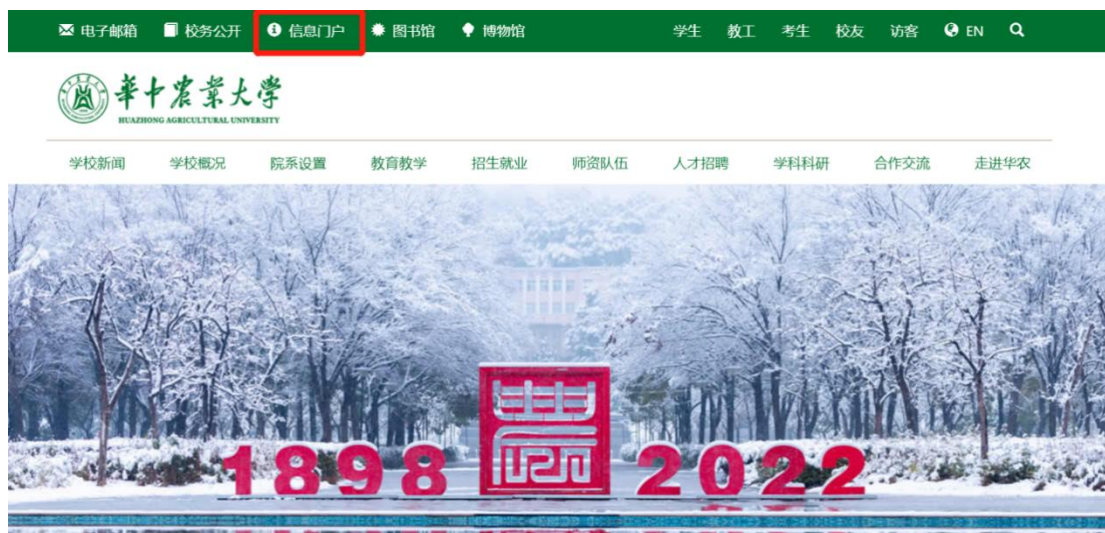 电子邮箱 校务公开 信息门户 图书馆 博物馆 学生 教工 考生 校友 访客 EN
華中农業大学
HUAZHONG AGRICULTURAL UNIVERSITY
学校新闻 学校概况 院系设置 教育教学 招生就业 师资队伍 人才招聘 学科科研 合作交流 走进华农
1898 農 2022